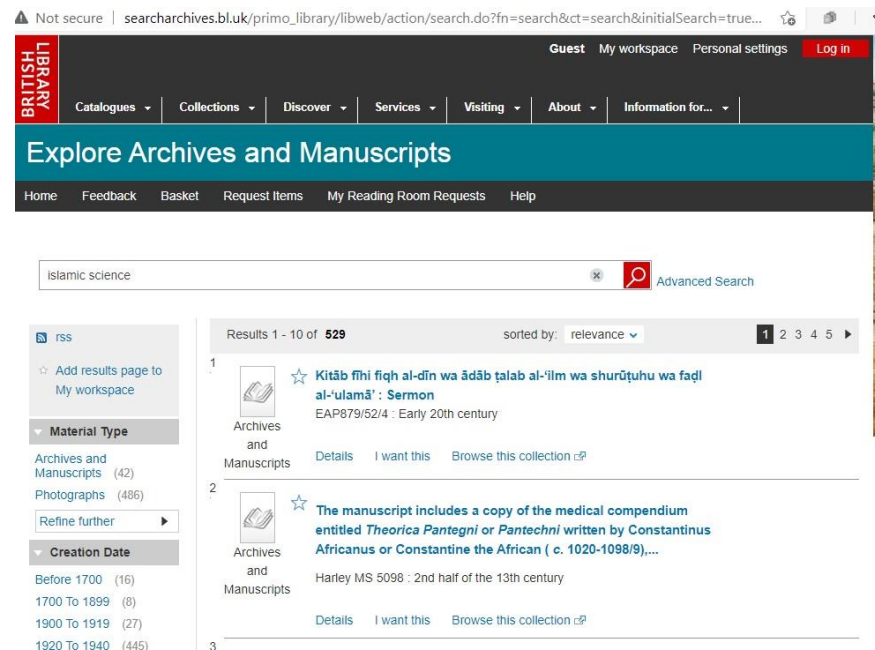 Not secure | searcharchives.bl.uk/primo_library/libweb/action/search.do?fn=search&ct=search&initialSearch=true...
BRITISH
LIBRARY
Guest My workspace Personal settings Log in
Catalogues Collections Discover Services Visiting About Information for...
Explore Archives and Manuscripts
Home Feedback Basket Request Items My Reading Room Requests Help
islamic science
Advanced Search
rss
Add results page to
My workspace
Material Type
Archives and
Manuscripts (42)
Photographs (486)
Refine further
Creation Date
Before 1700 (16)
1700 To 1899 (8)
1900 To 1919 (27)
1920 To 1940 (445)
Results 1 - 10 of 529 sorted by: relevance 1 2 3 4 5
1
Archives
and
Manuscripts
Kitāb fīhi fiqh al-dīn wa ādāb ṭalab al-‘ilm wa shurūṭuhu wa faḍl
al-‘ulamā’ : Sermon
EAP879/52/4 : Early 20th century
Details I want this Browse this collection
2
Archives
and
Manuscripts
The manuscript includes a copy of the medical compendium
entitled Theorica Pantegni or Pantechni written by Constantinus
Africanus or Constantine the African ( c. 1020-1098/9),...
Harley MS 5098 : 2nd half of the 13th century
Details I want this Browse this collection
3